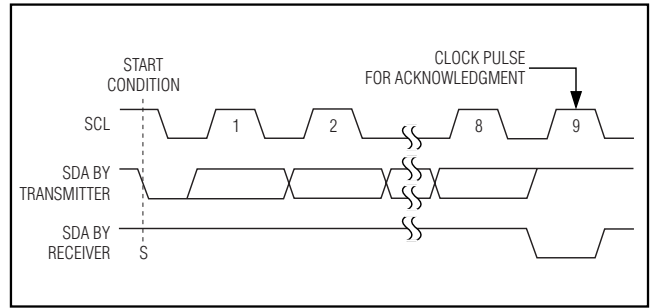 START
CONDITION
CLOCK PULSE
FOR ACKNOWLEDGMENT
SCL
1
2
8
9
SDA BY
TRANSMITTER
SDA BY
RECEIVER
S